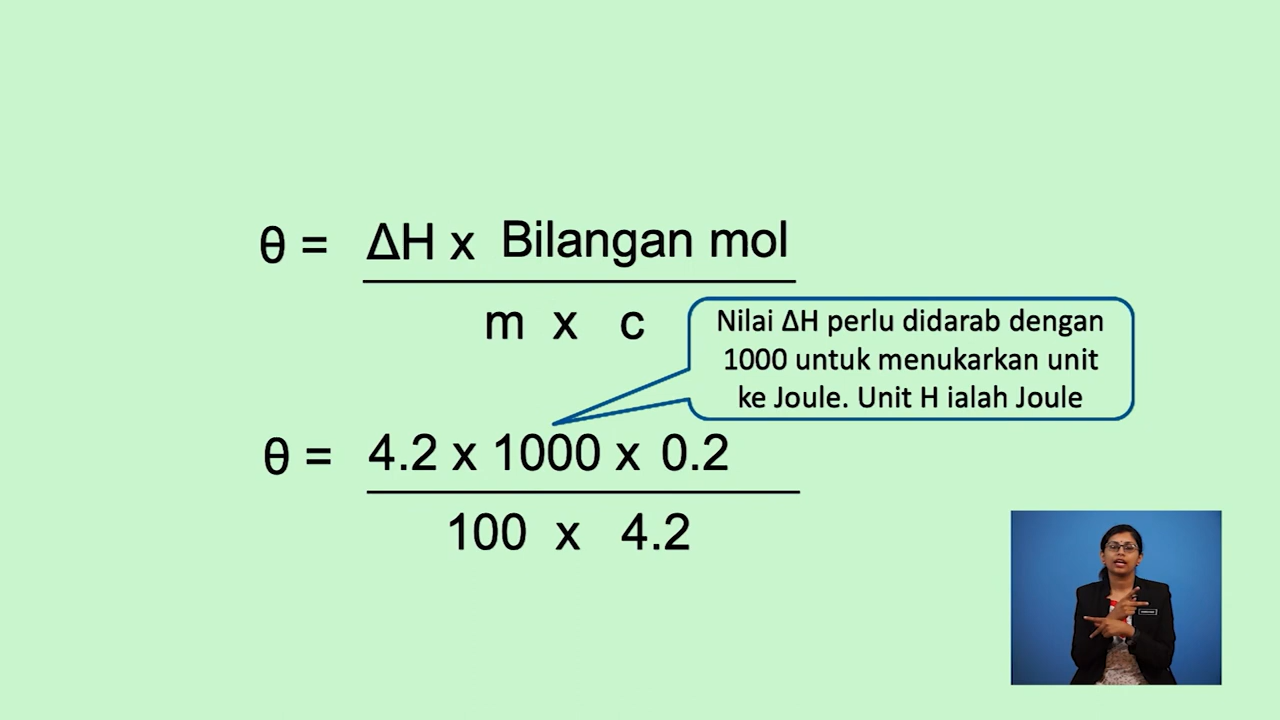 θ = ΔH x Bilangan mol
m x c
Nilai ΔH perlu didarab dengan
1000 untuk menukarkan unit
ke Joule. Unit H ialah Joule
θ = 4.2 x 1000 x 0.2
100 x 4.2